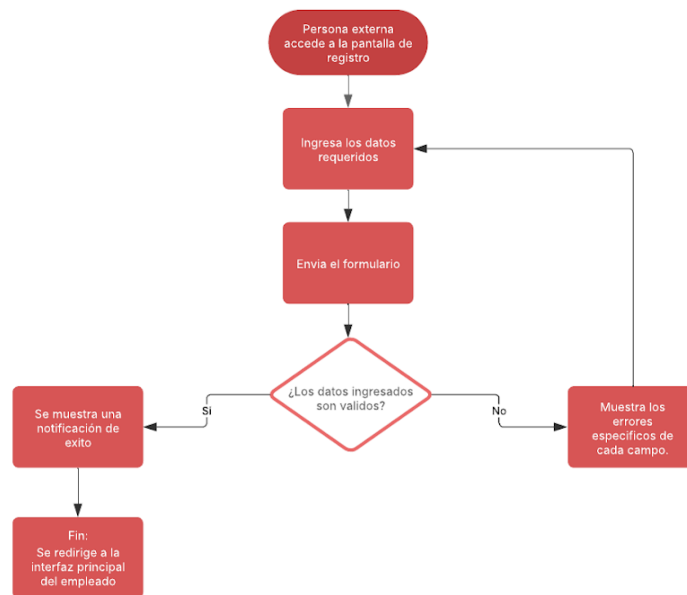 Persona externa
accede a la pantalla de
registro
Ingresa los datos
requeridos
Envia el formulario
¿Los datos ingresados
son validos?
Si
No
Se muestra una
notificación de
exito
Muestra los
errores
especificos de
cada campo.
Fin:
Se redirige a la
interfaz principal
del empleado